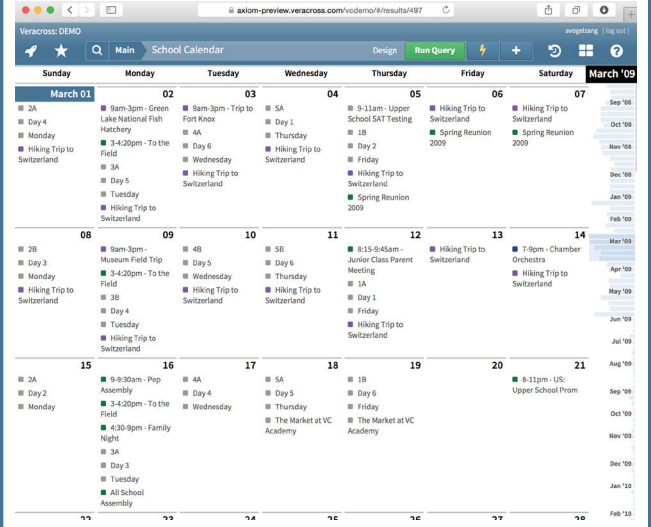 axiom-preview.veracross.com/vcdemo/#/results/497
Veracross: DEMO
avogelzang [ log out ]
Main School Calendar Design Run Query
Sunday Monday Tuesday Wednesday Thursday Friday Saturday March '09
March 01
2A
Day 4
Monday
Hiking Trip to
Switzerland
02
9am-3pm - Green
Lake National Fish
Hatchery
3-4:20pm - To the
Field
3A
Day 5
Tuesday
Hiking Trip to
Switzerland
03
9am-3pm - Trip to
Fort Knox
4A
Day 6
Wednesday
Hiking Trip to
Switzerland
04
5A
Day 1
Thursday
Hiking Trip to
Switzerland
05
9-11am - Upper
School SAT Testing
1B
Day 2
Friday
Hiking Trip to
Switzerland
Spring Reunion
2009
06
Hiking Trip to
Switzerland
Spring Reunion
2009
07
Hiking Trip to
Switzerland
Spring Reunion
2009
08
2B
Day 3
Monday
Hiking Trip to
Switzerland
09
9am-3pm -
Museum Field Trip
3-4:20pm - To the
Field
3B
Day 4
Tuesday
Hiking Trip to
Switzerland
10
4B
Day 5
Wednesday
Hiking Trip to
Switzerland
11
5B
Day 6
Thursday
Hiking Trip to
Switzerland
12
8:15-9:45am -
Junior Class Parent
Meeting
1A
Day 1
Friday
Hiking Trip to
Switzerland
13
Hiking Trip to
Switzerland
14
7-9pm - Chamber
Orchestra
Hiking Trip to
Switzerland
15
2A
Day 2
Monday
16
9-9:30am - Pep
Assembly
3-4:20pm - To the
Field
4:30-9pm - Family
Night
3A
Day 3
Tuesday
All School
Assembly
17
4A
Day 4
Wednesday
18
5A
Day 5
Thursday
The Market at VC
Academy
19
1B
Day 6
Friday
The Market at VC
Academy
20
21
8-11pm - US:
Upper School Prom
22 23 24 25 26 27 28
Sep '08
Oct '08
Nov '08
Dec '08
Jan '09
Feb '09
Mar '09
Apr '09
May '09
Jun '09
Jul '09
Aug '09
Sep '09
Oct '09
Nov '09
Dec '09
Jan '10
Feb '10